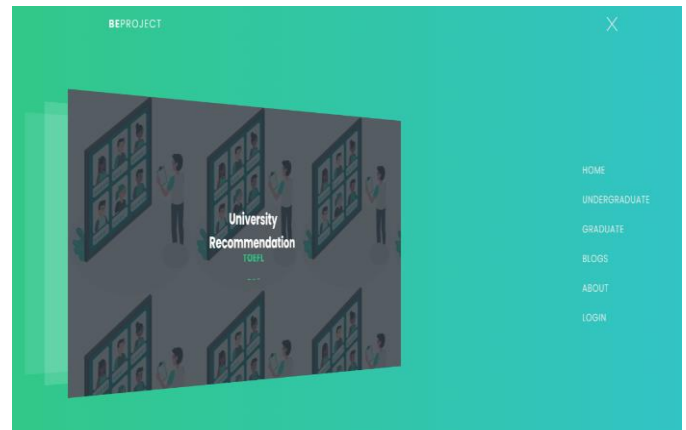 BEPROJECT
X
University
Recommendation
TOEFL
HOME
UNDERGRADUATE
GRADUATE
BLOGS
ABOUT
LOGIN